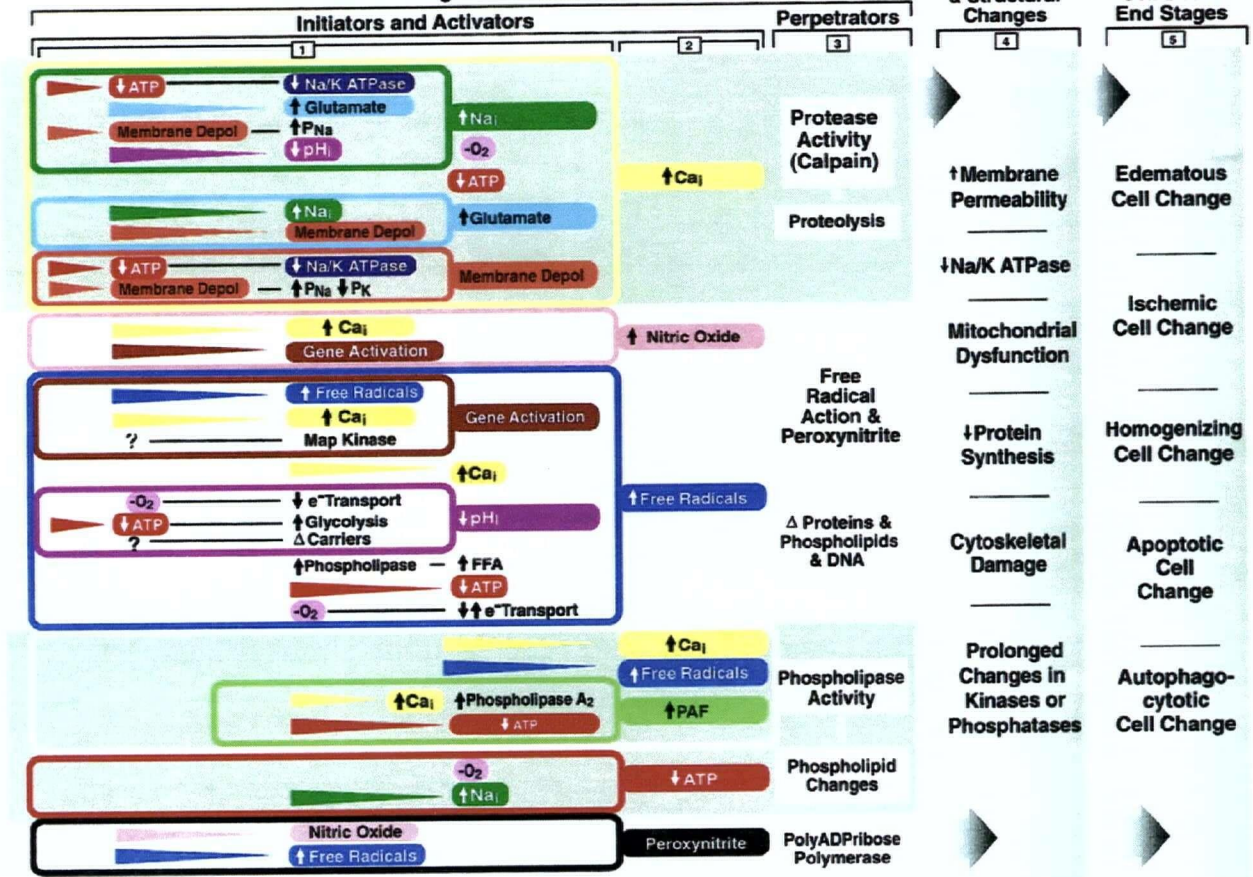 Initiators and Activators
Perpetrators
Changes
End Stages
1
2
3
4
5
↓ATP
↓Na/K ATPase
↑Glutamate
Membrane Depol
↑PNa
↓pHi
↑Nai
-O2
↓ATP
↑Nai
Membrane Depol
↑Glutamate
↓ATP
↓Na/K ATPase
Membrane Depol
↑PNa ↓PK
Membrane Depol
↑Cai
↑Cai
Gene Activation
↑ Nitric Oxide
↑ Free Radicals
↑Cai
? Map Kinase
Gene Activation
↑Cai
-O2
↓e⁻Transport
↓ATP
↑Glycolysis
? ΔCarriers
↓pHi
↑Phospholipase
↑FFA
↓ATP
-O2
↓↑e⁻Transport
↑Free Radicals
↑Cai
↑Free Radicals
↑Cai
↑Phospholipase A2
↓ATP
↑PAF
-O2
↑Nai
↓ATP
Nitric Oxide
↑ Free Radicals
Peroxynitrite
Protease
Activity
(Calpain)
Proteolysis
Free
Radical
Action &
Peroxynitrite
Δ Proteins &
Phospholipids
& DNA
Phospholipase
Activity
Phospholipid
Changes
PolyADPribose
Polymerase
↑Membrane
Permeability
↓Na/K ATPase
Mitochondrial
Dysfunction
↓Protein
Synthesis
Cytoskeletal
Damage
Prolonged
Changes in
Kinases or
Phosphatases
Edematous
Cell Change
Ischemic
Cell Change
Homogenizing
Cell Change
Apoptotic
Cell
Change
Autophago-
cytotic
Cell Change